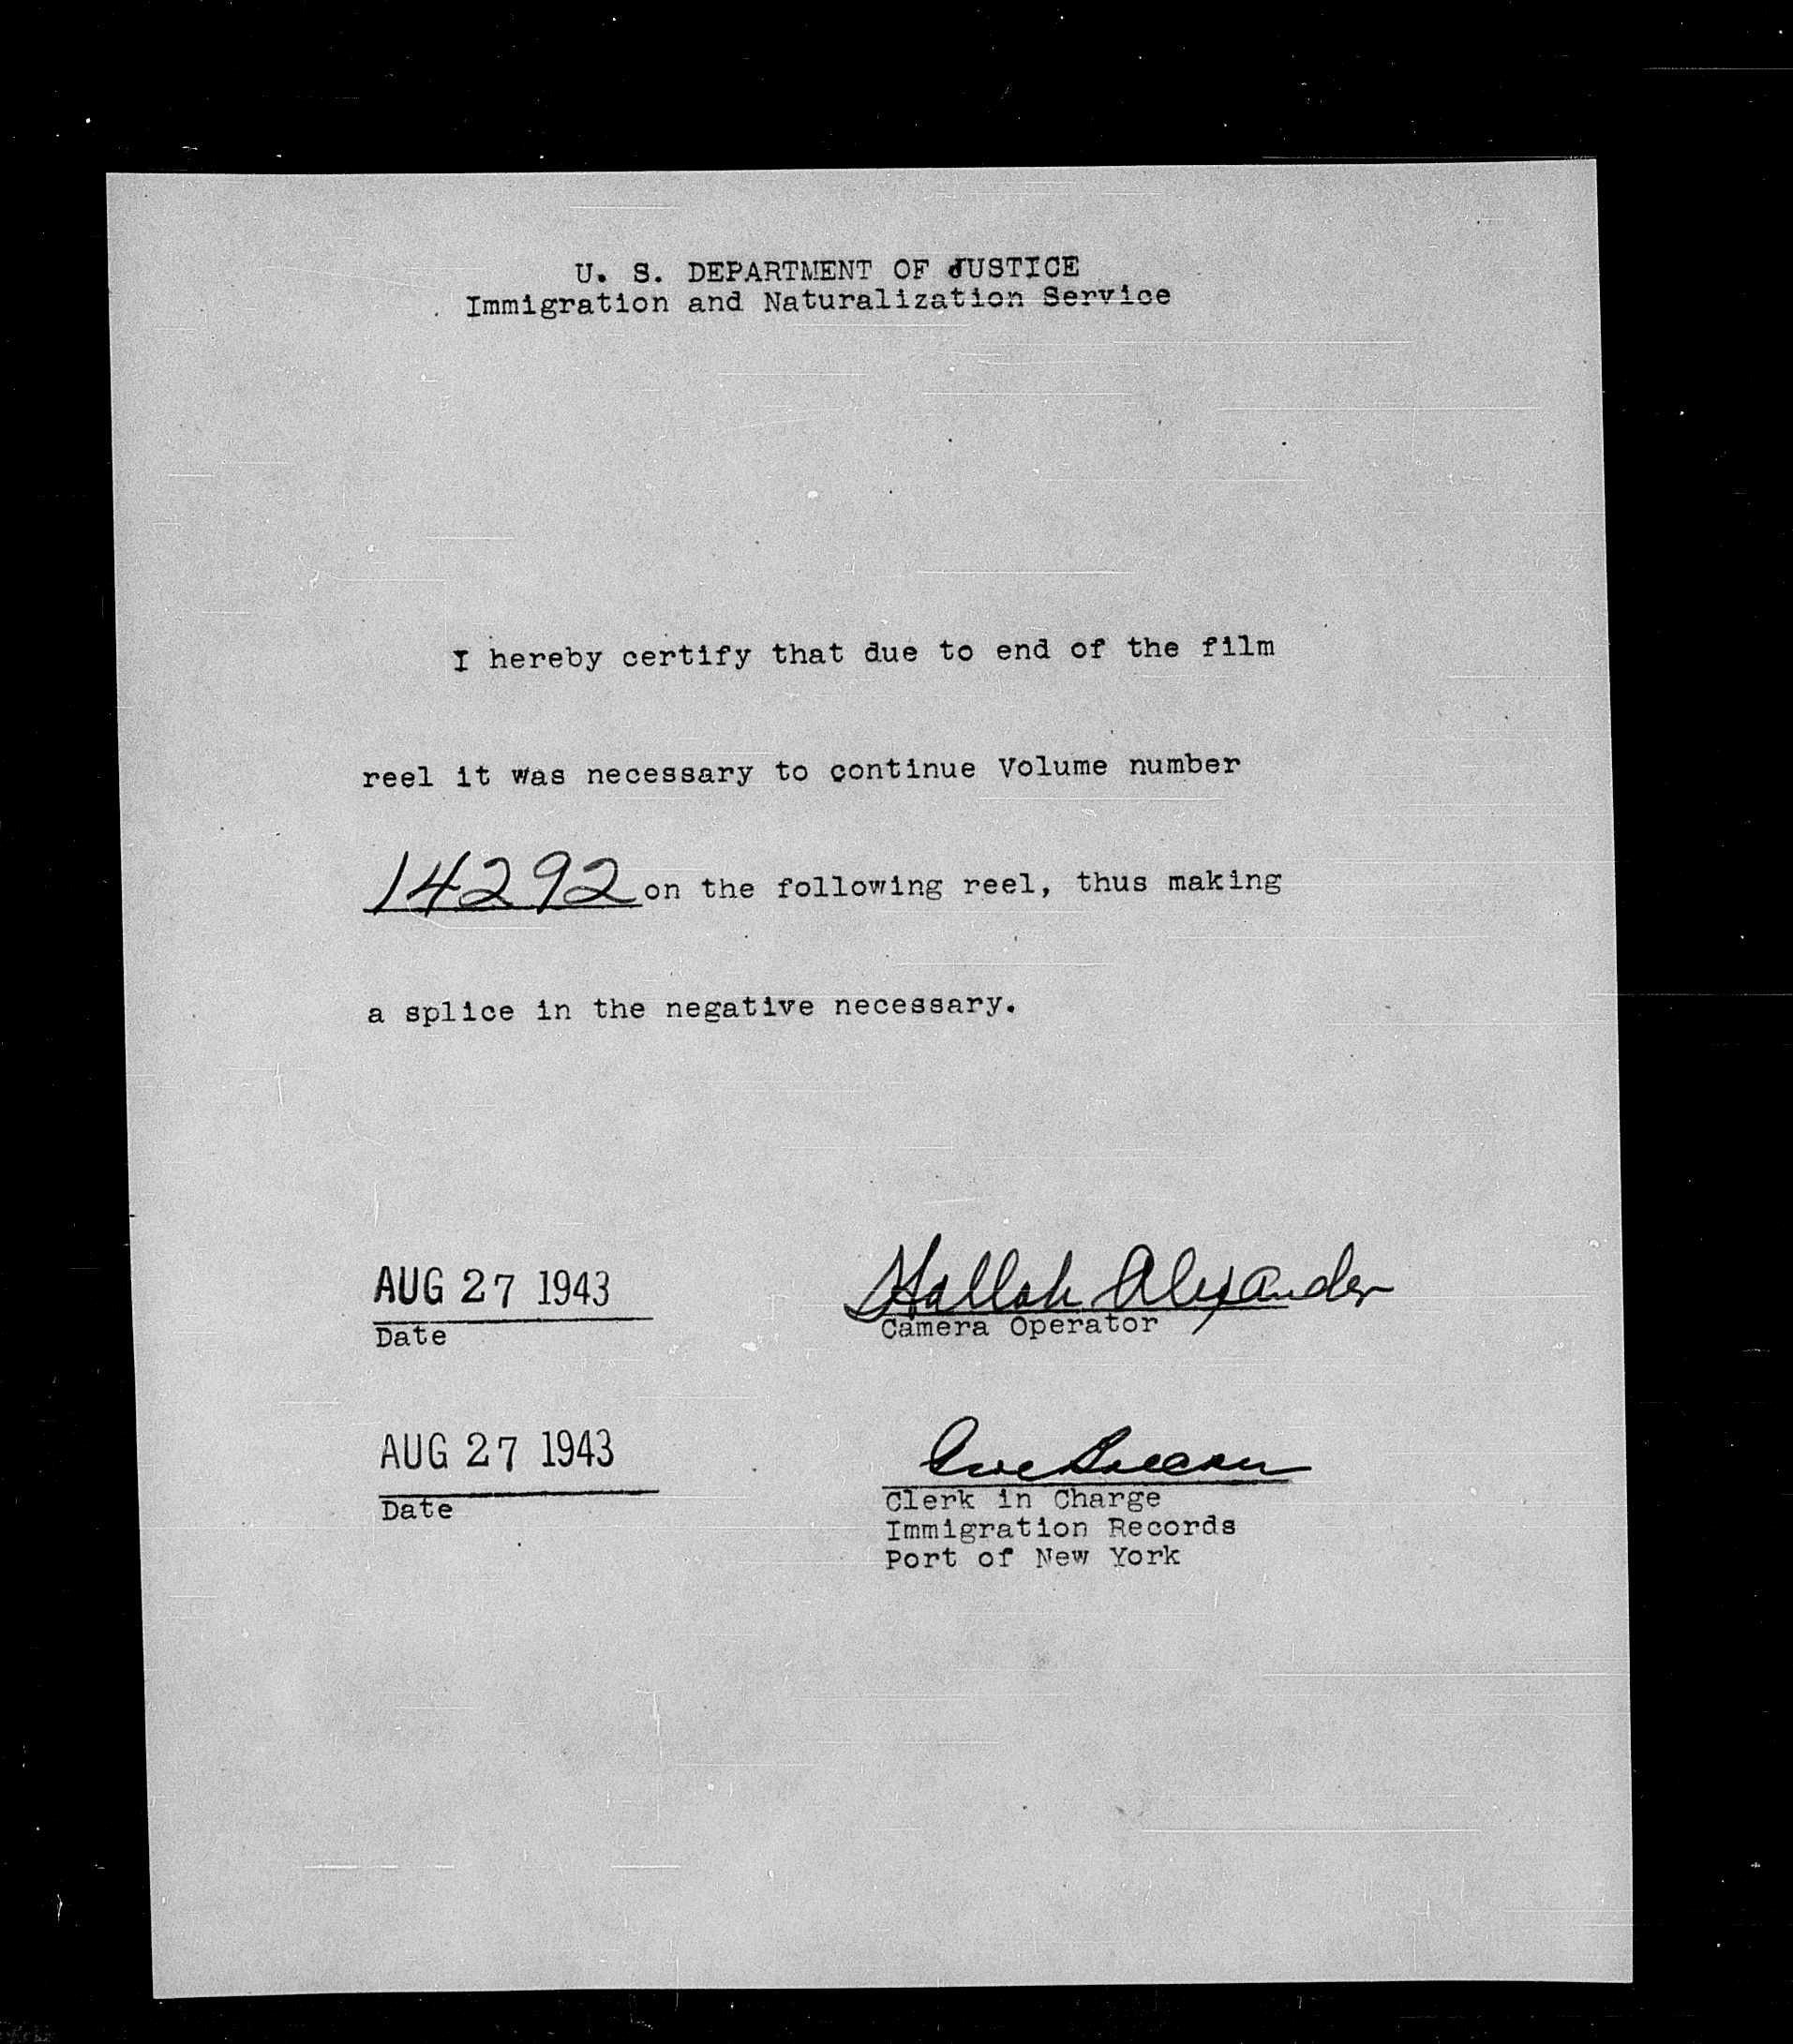 U. S. DEPARTMENT OF JUSTICE
Immigration and Naturalization Service
I hereby certify that due to end of the film
reel it was necessary to continue Volume number
14292 on the following reel, thus making
a splice in the negative necessary.
AUG 27 1943
Date
Hallah Alexander
Camera Operator
AUG 27 1943
Date
Clerk in Charge
Immigration Records
Port of New York